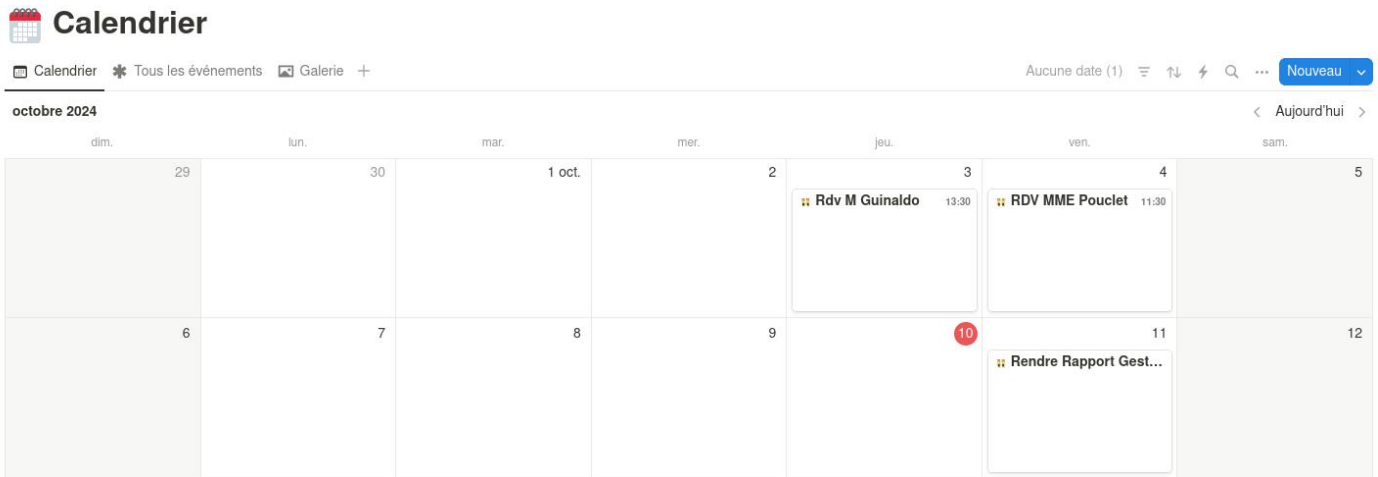 Calendrier
Calendrier Tous les événements Galerie Aucune date (1) Nouveau
octobre 2024 Aujourd'hui
dim. lun. mar. mer. jeu. ven. sam.
29 30 1 oct. 2 3 4 5
Rdv M Guinaldo 13:30 RDV MME Pouclet 11:30
6 7 8 9 10 11 12
Rendre Rapport Gest...